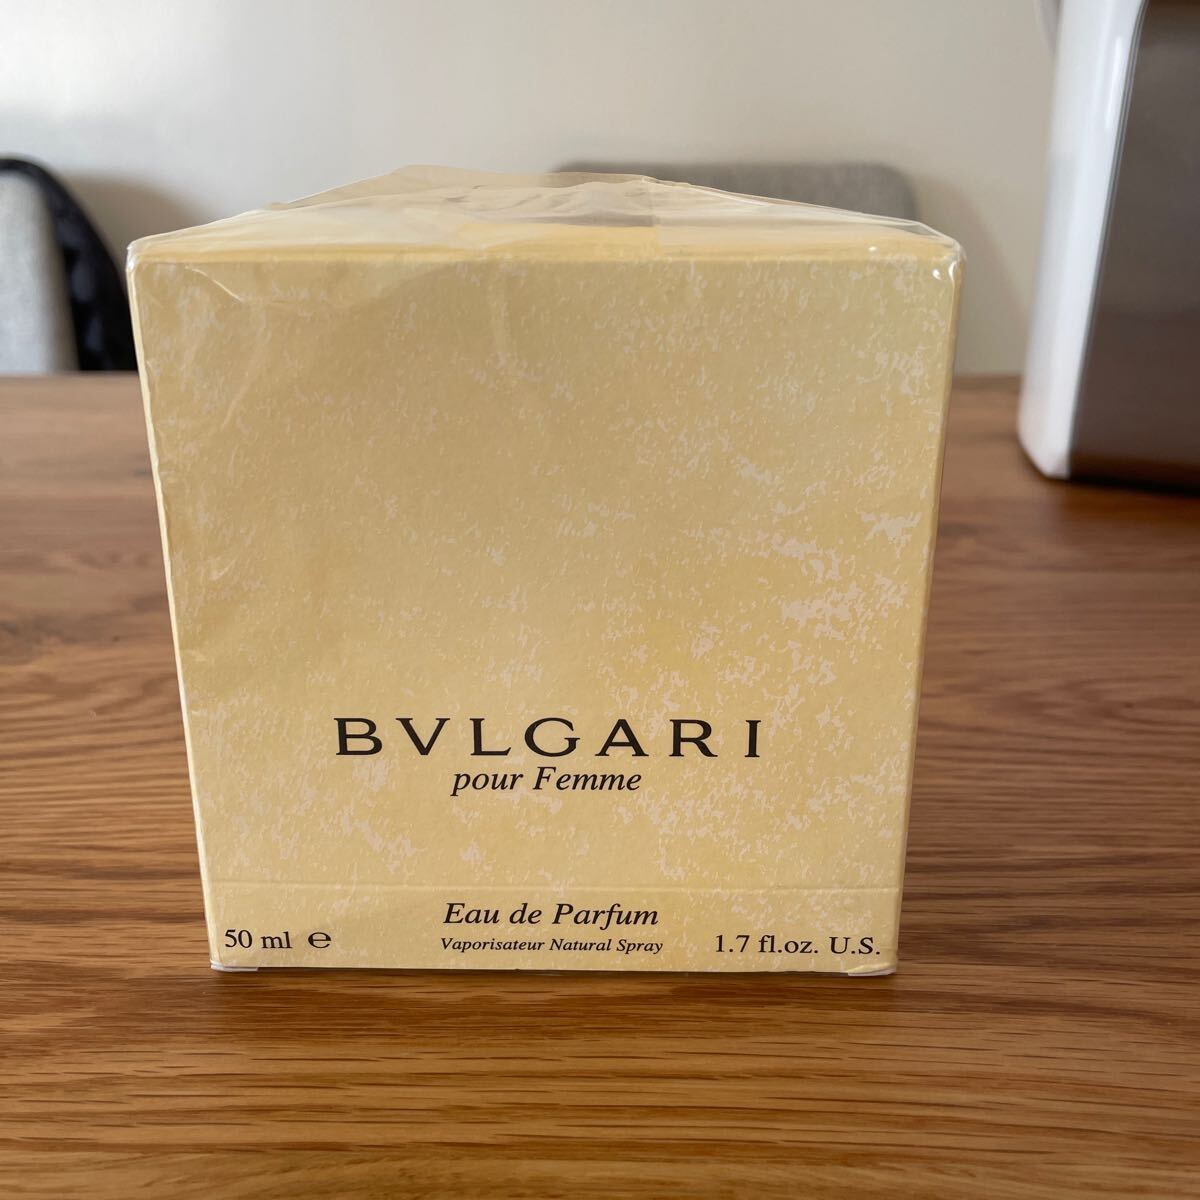 BVLGARI
pour Femme
Eau de Parfum
50 ml ℮ Vaporisateur Natural Spray 1.7 fl.oz. U.S.